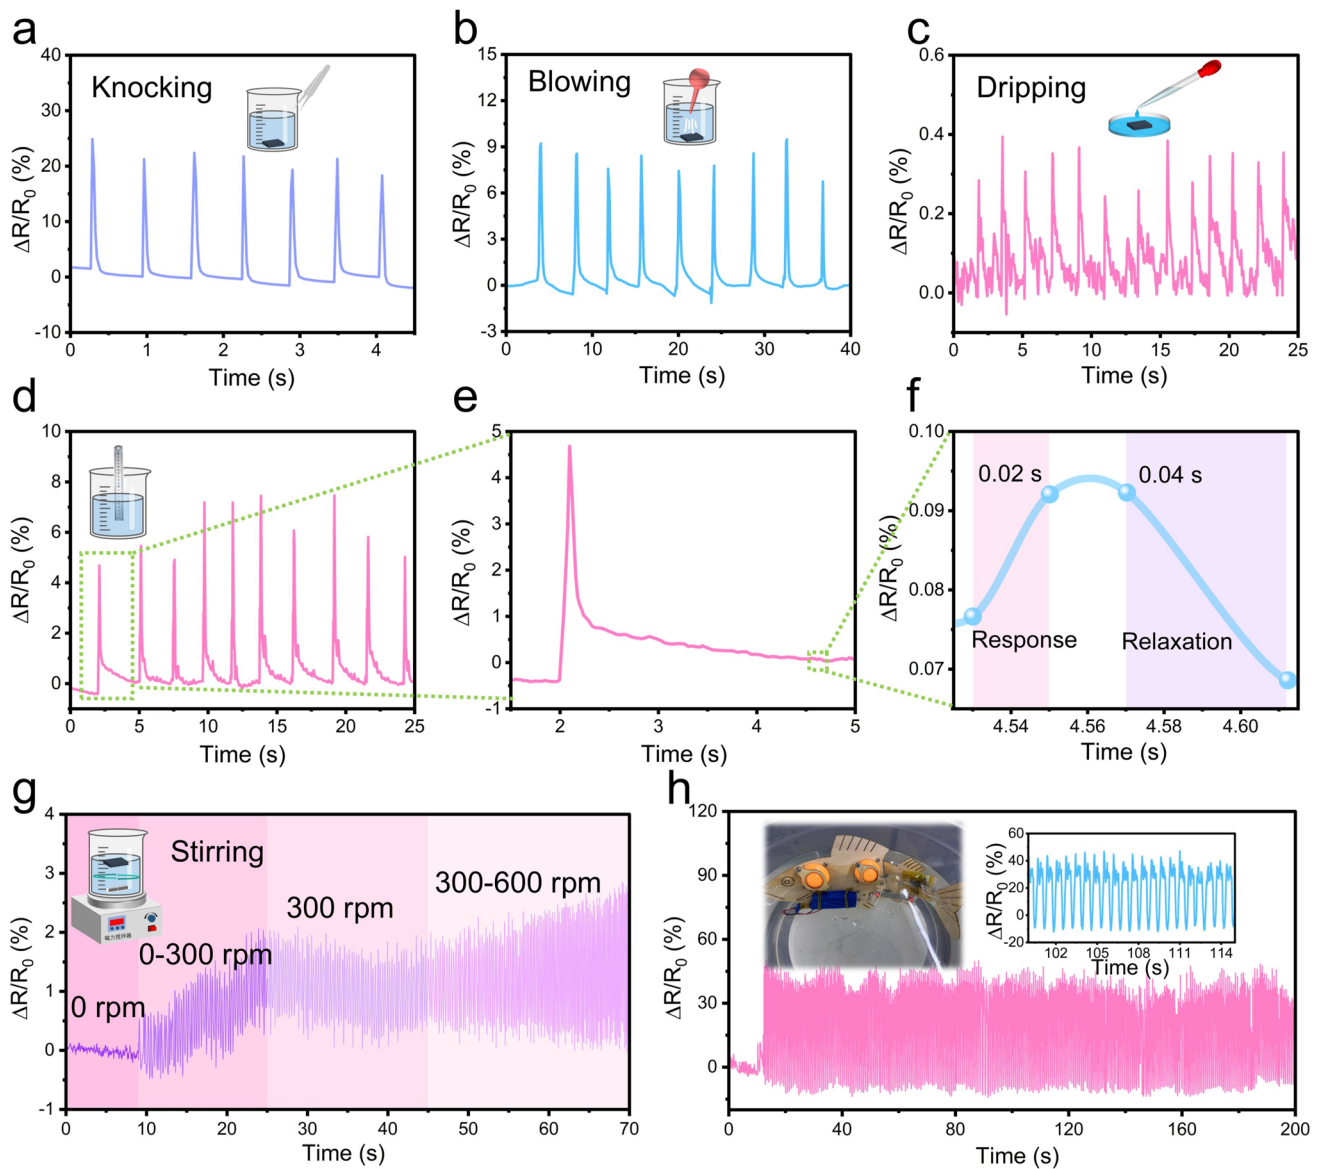 a
Knocking
ΔR/R0 (%)
40
30
20
10
0
-10
0 1 2 3 4
Time (s)
b
Blowing
ΔR/R0 (%)
15
12
9
6
3
0
-3
0 10 20 30 40
Time (s)
c
Dripping
ΔR/R0 (%)
0.6
0.4
0.2
0.0
0 5 10 15 20 25
Time (s)
d
ΔR/R0 (%)
10
8
6
4
2
0
0 5 10 15 20 25
Time (s)
e
ΔR/R0 (%)
5
4
3
2
1
0
-1
2 3 4 5
Time (s)
f
ΔR/R0 (%)
0.10
0.09
0.08
0.07
0.02 s
0.04 s
Response
Relaxation
4.54 4.56 4.58 4.60
Time (s)
g
Stirring
磁力搅拌器
0 rpm
0-300 rpm
300 rpm
300-600 rpm
ΔR/R0 (%)
4
3
2
1
0
-1
0 10 20 30 40 50 60 70
Time (s)
h
ΔR/R0 (%)
120
90
60
30
0
0 40 80 120 160 200
Time (s)
ΔR/R0 (%)
60
40
20
0
-20
102 105 108 111 114
Time (s)